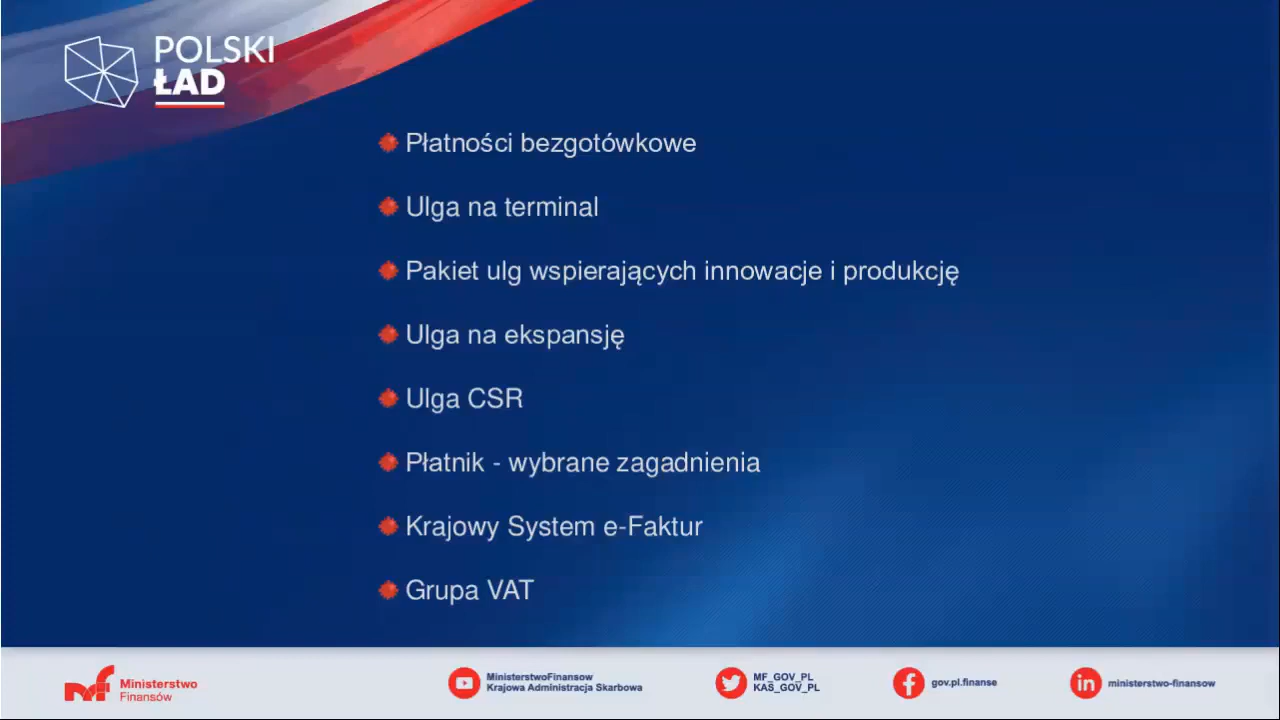 POLSKI
ŁAD
Płatności bezgotówkowe
Ulga na terminal
Pakiet ulg wspierających innowacje i produkcję
Ulga na ekspansję
Ulga CSR
Płatnik - wybrane zagadnienia
Krajowy System e-Faktur
Grupa VAT
Ministerstwo
Finansów
MinisterstwoFinansow
Krajowa Administracja Skarbowa
MF_GOV_PL
KAS_GOV_PL
gov.pl.finanse
ministerstwo-finansow